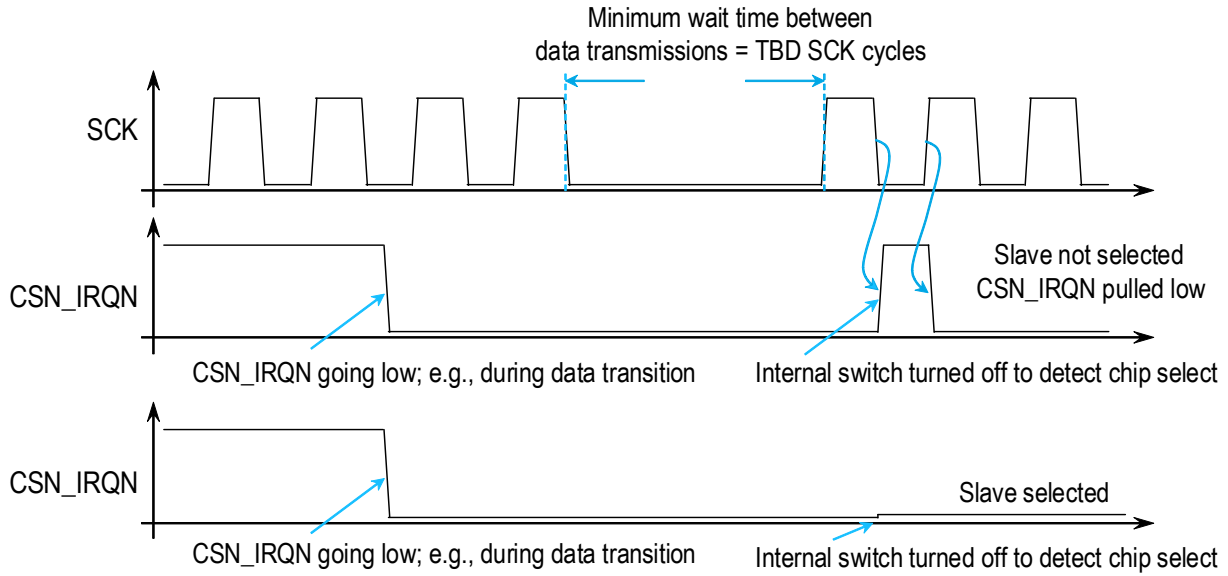 Minimum wait time between
data transmissions = TBD SCK cycles
SCK
CSN_IRQN
Slave not selected
CSN_IRQN pulled low
CSN_IRQN going low; e.g., during data transition
Internal switch turned off to detect chip select
CSN_IRQN
Slave selected
CSN_IRQN going low; e.g., during data transition
Internal switch turned off to detect chip select